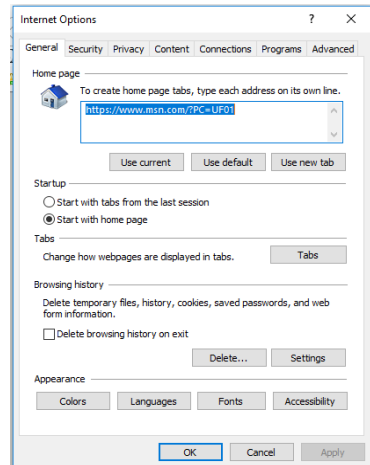 Internet Options ? X
General Security Privacy Content Connections Programs Advanced
Home page
To create home page tabs, type each address on its own line.
https://www.msn.com/?PC=UF01
Use current Use default Use new tab
Startup
Start with tabs from the last session
Start with home page
Tabs
Change how webpages are displayed in tabs. Tabs
Browsing history
Delete temporary files, history, cookies, saved passwords, and web
form information.
Delete browsing history on exit
Delete... Settings
Appearance
Colors Languages Fonts Accessibility
OK Cancel Apply